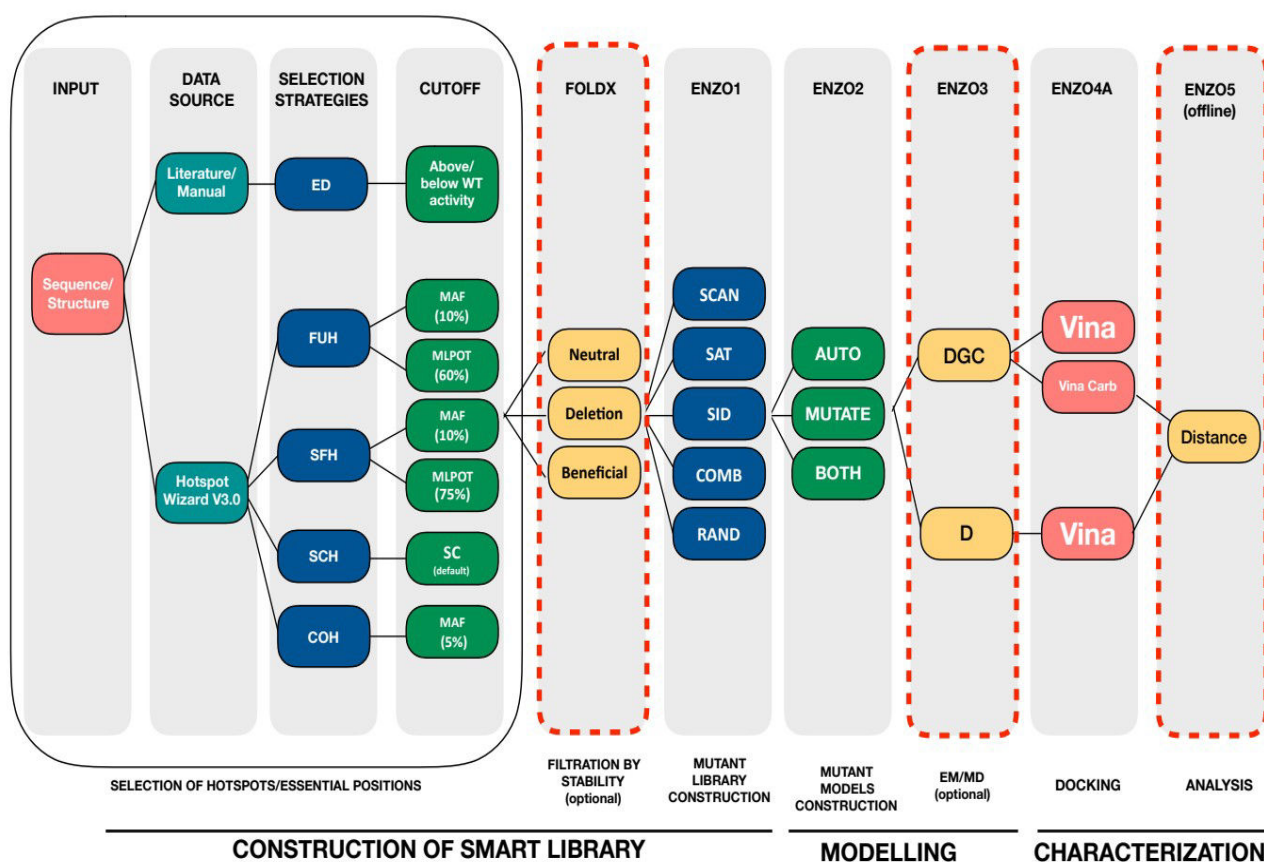 INPUT
DATA
SOURCE
SELECTION
STRATEGIES
CUTOFF
FOLDX
ENZO1
ENZO2
ENZO3
ENZO4A
ENZO5
(offline)
Sequence/
Structure
Literature/
Manual
Hotspot
Wizard V3.0
ED
FUH
SFH
SCH
COH
Above/
below WT
activity
MAF
(10%)
MLPOT
(60%)
MAF
(10%)
MLPOT
(75%)
SC
(default)
MAF
(5%)
Neutral
Deletion
Beneficial
SCAN
SAT
SID
COMB
RAND
AUTO
MUTATE
BOTH
DGC
D
Vina
Vina Carb
Vina
Distance
SELECTION OF HOTSPOTS/ESSENTIAL POSITIONS
FILTRATION BY
STABILITY
(optional)
MUTANT
LIBRARY
CONSTRUCTION
MUTANT
MODELS
CONSTRUCTION
EM/MD
(optional)
DOCKING
ANALYSIS
CONSTRUCTION OF SMART LIBRARY
MODELLING
CHARACTERIZATION